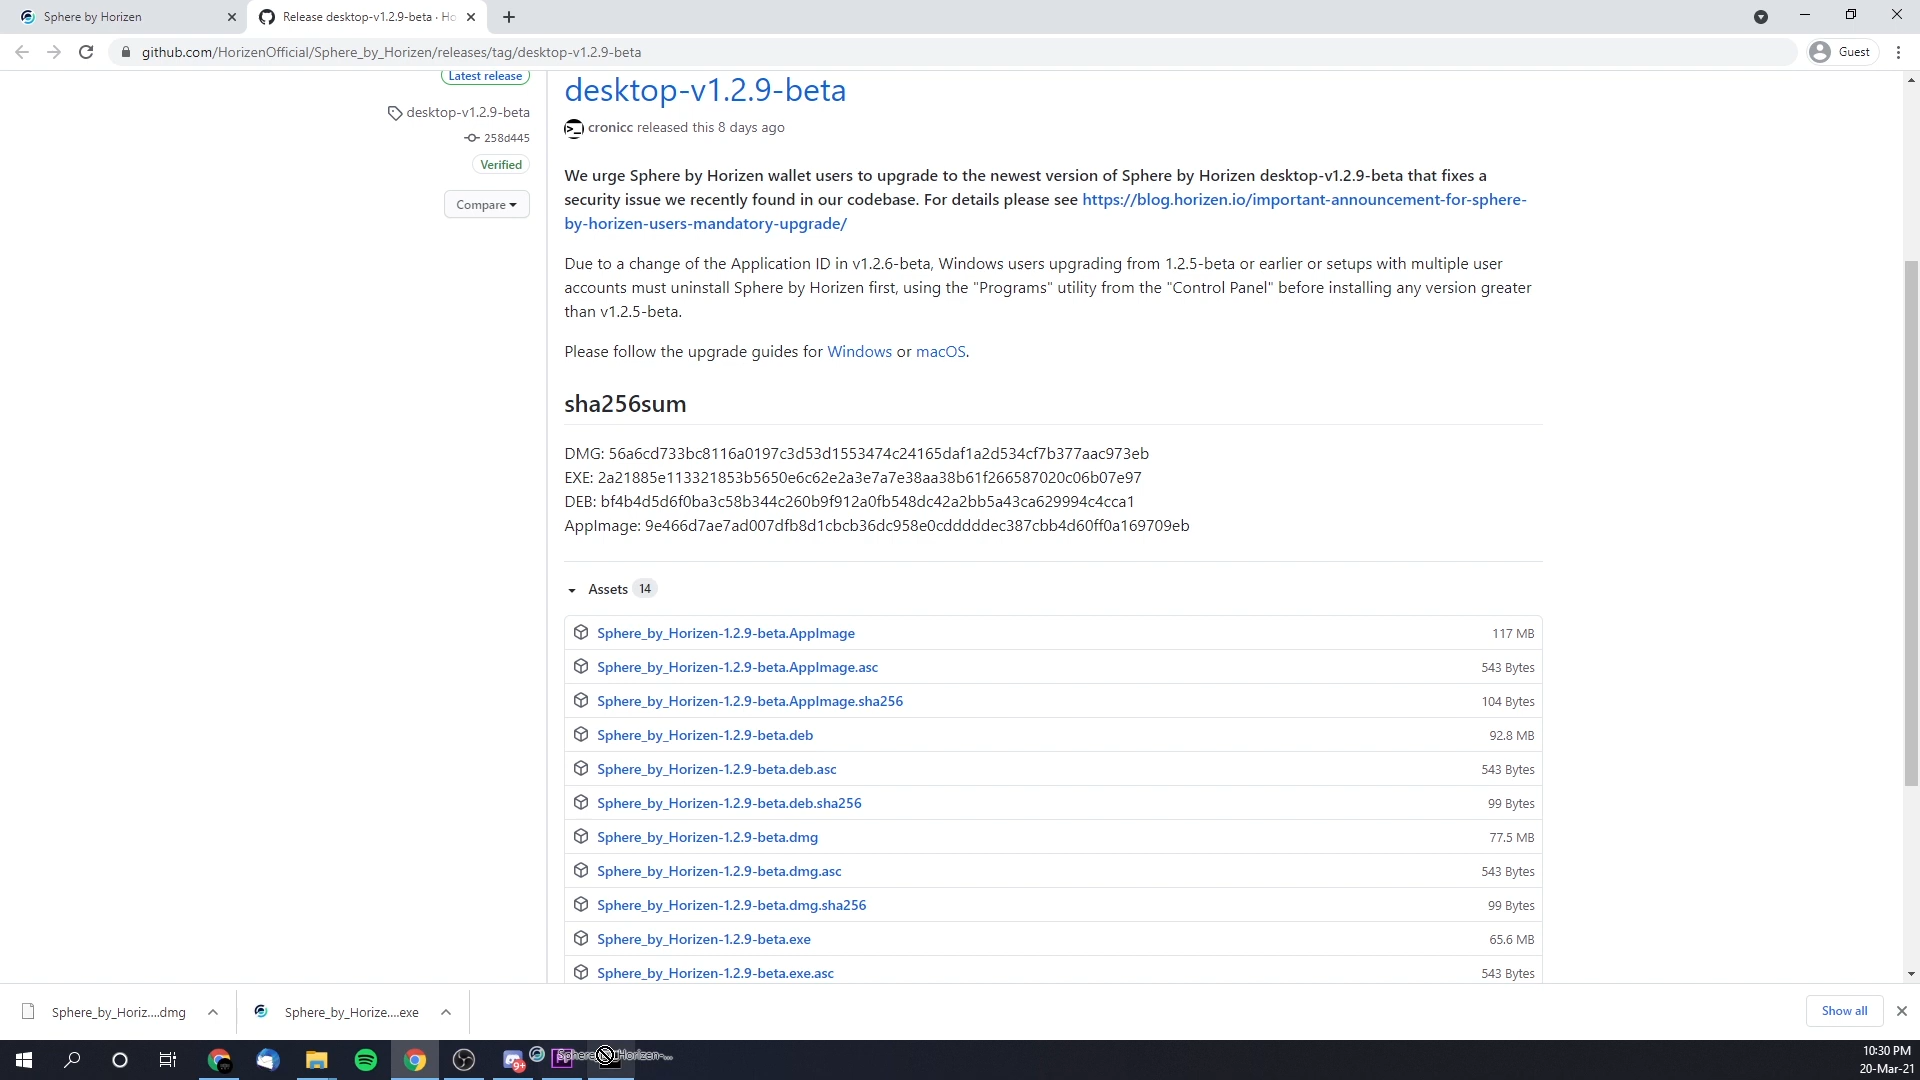 Sphere by Horizen
Release desktop-v1.2.9-beta · Ho
github.com/HorizenOfficial/Sphere_by_Horizen/releases/tag/desktop-v1.2.9-beta
Guest
Latest release
desktop-v1.2.9-beta
258d445
Verified
Compare
desktop-v1.2.9-beta
cronicc released this 8 days ago
We urge Sphere by Horizen wallet users to upgrade to the newest version of Sphere by Horizen desktop-v1.2.9-beta that fixes a
security issue we recently found in our codebase. For details please see https://blog.horizen.io/important-announcement-for-sphere-
by-horizen-users-mandatory-upgrade/
Due to a change of the Application ID in v1.2.6-beta, Windows users upgrading from 1.2.5-beta or earlier or setups with multiple user
accounts must uninstall Sphere by Horizen first, using the "Programs" utility from the "Control Panel" before installing any version greater
than v1.2.5-beta.
Please follow the upgrade guides for Windows or macOS.
sha256sum
DMG: 56a6cd733bc8116a0197c3d53d1553474c24165daf1a2d534cf7b377aac973eb
EXE: 2a21885e113321853b5650e6c62e2a3e7a7e38aa38b61f266587020c06b07e97
DEB: bf4b4d5d6f0ba3c58b344c260b9f912a0fb548dc42a2bb5a43ca629994c4cca1
AppImage: 9e466d7ae7ad007dfb8d1cbcb36dc958e0cdddddec387cbb4d60ff0a169709eb
Assets 14
Sphere_by_Horizen-1.2.9-beta.AppImage 117 MB
Sphere_by_Horizen-1.2.9-beta.AppImage.asc 543 Bytes
Sphere_by_Horizen-1.2.9-beta.AppImage.sha256 104 Bytes
Sphere_by_Horizen-1.2.9-beta.deb 92.8 MB
Sphere_by_Horizen-1.2.9-beta.deb.asc 543 Bytes
Sphere_by_Horizen-1.2.9-beta.deb.sha256 99 Bytes
Sphere_by_Horizen-1.2.9-beta.dmg 77.5 MB
Sphere_by_Horizen-1.2.9-beta.dmg.asc 543 Bytes
Sphere_by_Horizen-1.2.9-beta.dmg.sha256 99 Bytes
Sphere_by_Horizen-1.2.9-beta.exe 65.6 MB
Sphere_by_Horizen-1.2.9-beta.exe.asc 543 Bytes
Sphere_by_Horiz....dmg
Sphere_by_Horize....exe
Show all
9+
10:30 PM
20-Mar-21